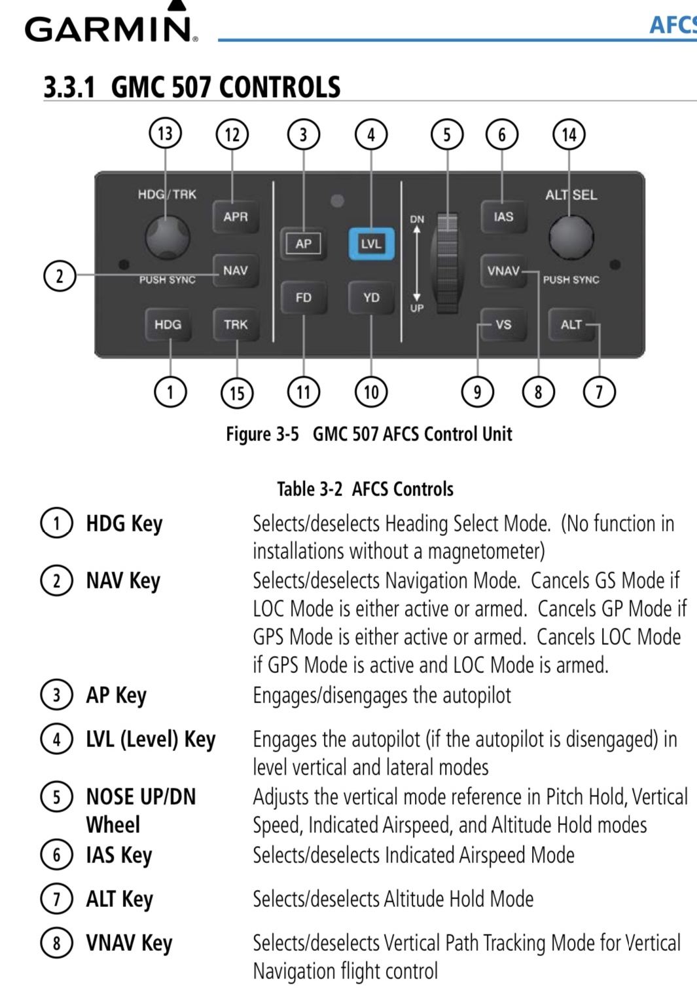 GARMIN®
AFCS
3.3.1 GMC 507 CONTROLS
13 12 3 4 5 6 14
HDG/TRK
ALT SEL
APR
IAS
DN
AP
LVL
2
NAV
VNAV
PUSH SYNC
PUSH SYNC
FD
YD
UP
HDG
TRK
VS
ALT
1 15 11 10 9 8 7
Figure 3-5 GMC 507 AFCS Control Unit
Table 3-2 AFCS Controls
1 HDG Key Selects/deselects Heading Select Mode. (No function in
installations without a magnetometer)
2 NAV Key Selects/deselects Navigation Mode. Cancels GS Mode if
LOC Mode is either active or armed. Cancels GP Mode if
GPS Mode is either active or armed. Cancels LOC Mode
if GPS Mode is active and LOC Mode is armed.
3 AP Key Engages/disengages the autopilot
4 LVL (Level) Key Engages the autopilot (if the autopilot is disengaged) in
level vertical and lateral modes
5 NOSE UP/DN Adjusts the vertical mode reference in Pitch Hold, Vertical
Wheel Speed, Indicated Airspeed, and Altitude Hold modes
6 IAS Key Selects/deselects Indicated Airspeed Mode
7 ALT Key Selects/deselects Altitude Hold Mode
8 VNAV Key Selects/deselects Vertical Path Tracking Mode for Vertical
Navigation flight control